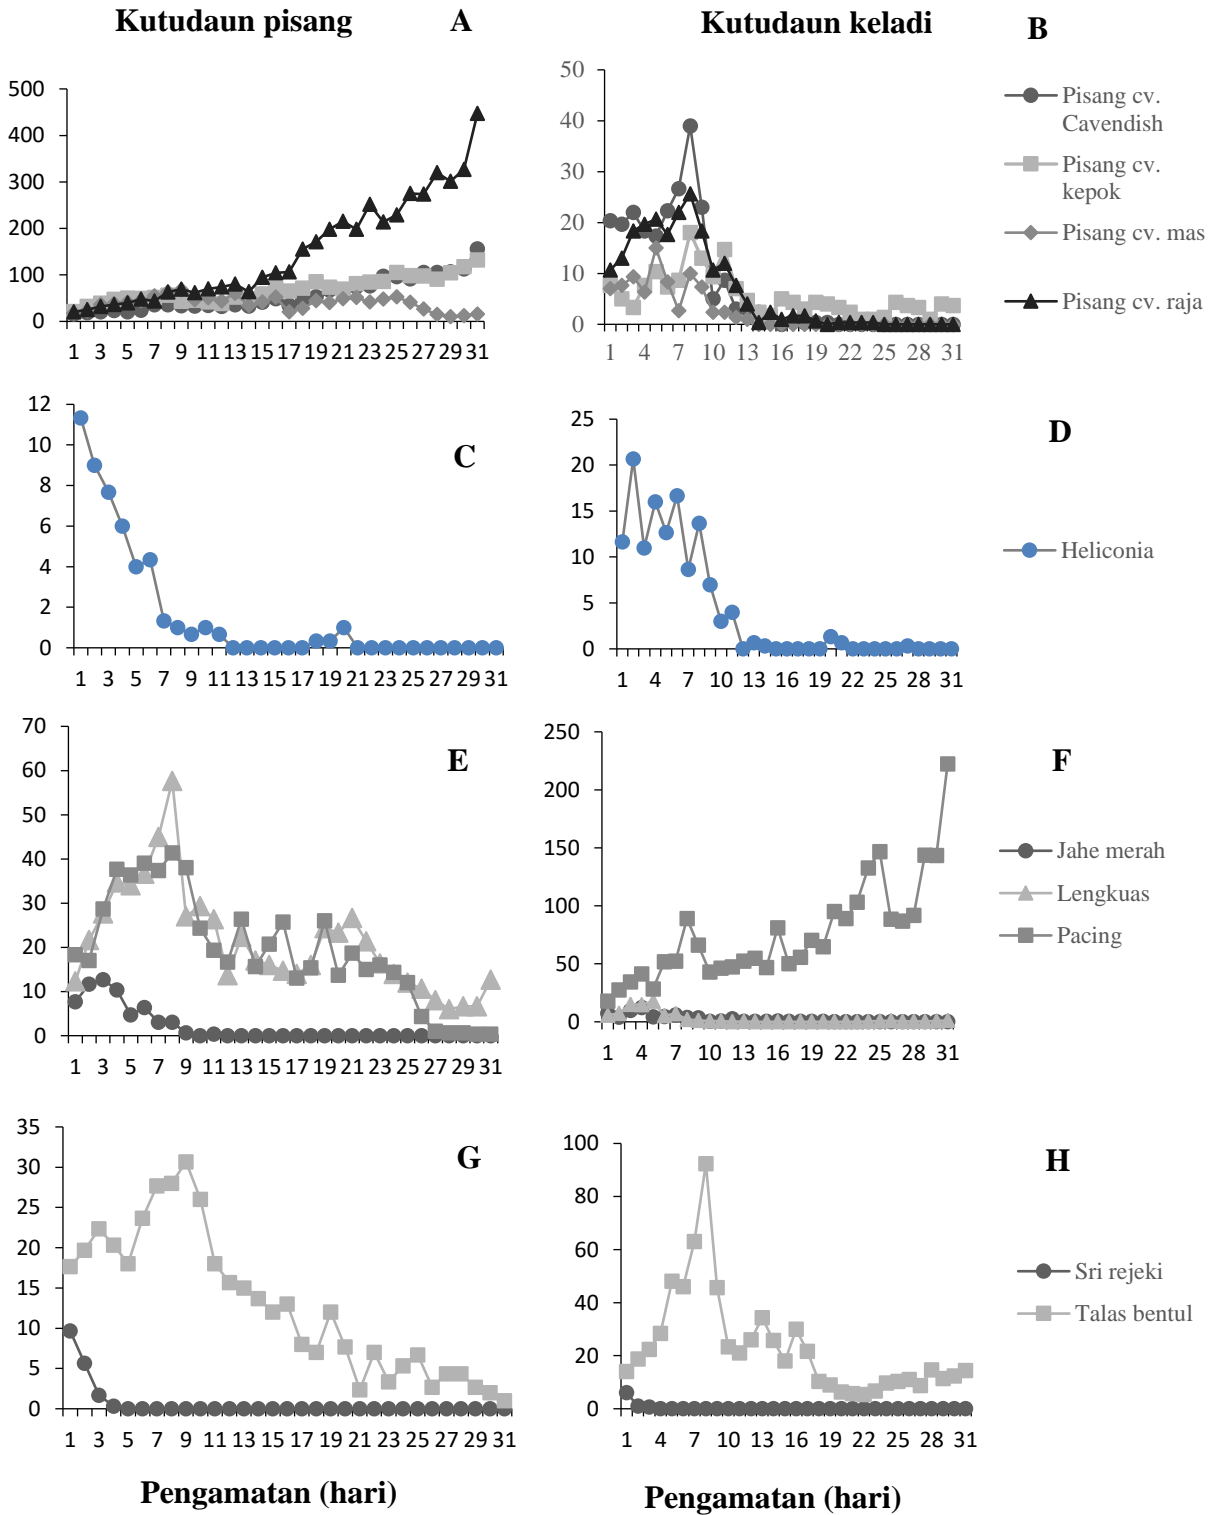 Kutudaun pisang
A
Kutudaun keladi
B
500
400
300
200
100
0
1 3 5 7 9 11 13 15 17 19 21 23 25 27 29 31
50
40
30
20
10
0
1 4 7 10 13 16 19 22 25 28 31
Pisang cv.
Cavendish
Pisang cv.
kepok
Pisang cv. mas
Pisang cv. raja
C
12
10
8
6
4
2
0
1 3 5 7 9 11 13 15 17 19 21 23 25 27 29 31
D
25
20
15
10
5
0
1 4 7 10 13 16 19 22 25 28 31
Heliconia
E
70
60
50
40
30
20
10
0
1 3 5 7 9 11 13 15 17 19 21 23 25 27 29 31
F
250
200
150
100
50
0
1 4 7 10 13 16 19 22 25 28 31
Jahe merah
Lengkuas
Pacing
G
35
30
25
20
15
10
5
0
1 3 5 7 9 11 13 15 17 19 21 23 25 27 29 31
H
100
80
60
40
20
0
1 4 7 10 13 16 19 22 25 28 31
Sri rejeki
Talas bentul
Pengamatan (hari)
Pengamatan (hari)